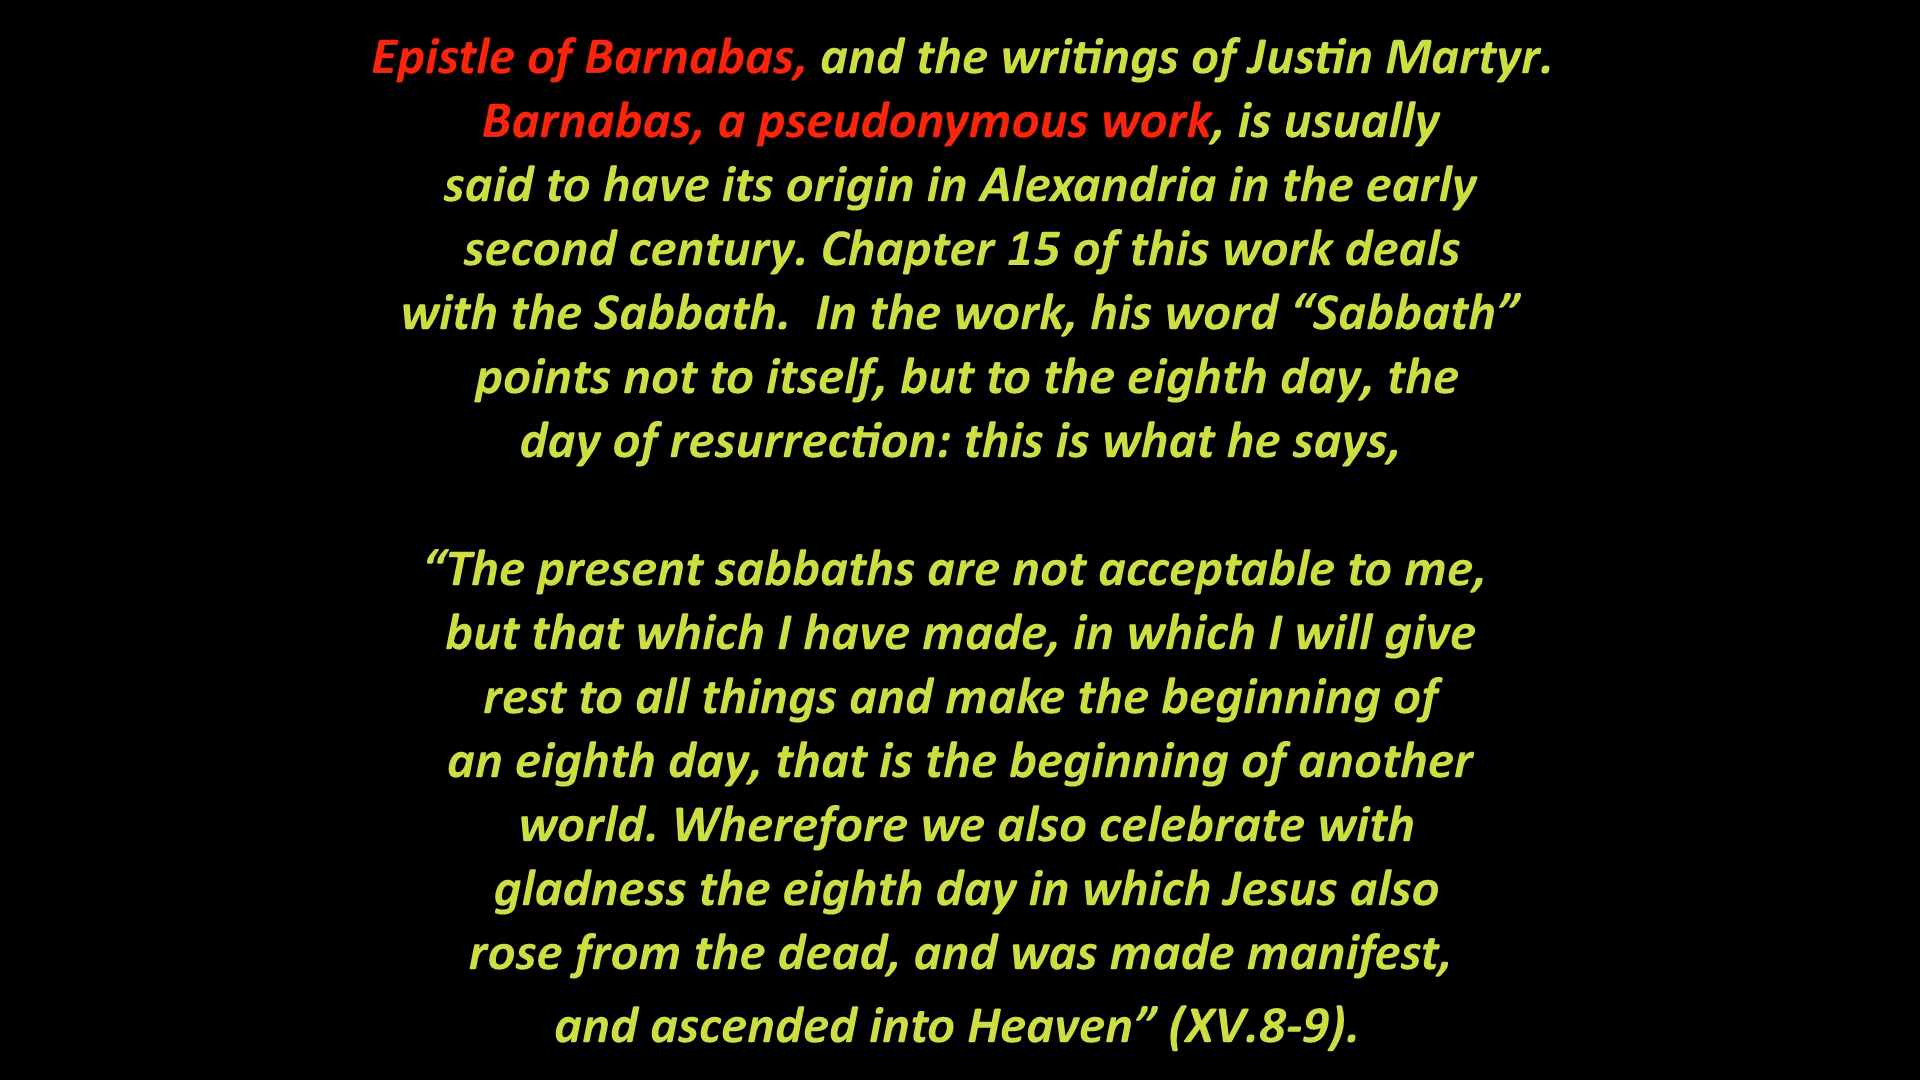 Epistle of Barnabas, and the writings of Justin Martyr.
Barnabas, a pseudonymous work, is usually
said to have its origin in Alexandria in the early
second century. Chapter 15 of this work deals
with the Sabbath.  In the work, his word “Sabbath”
points not to itself, but to the eighth day, the
day of resurrection: this is what he says,
“The present sabbaths are not acceptable to me,
but that which I have made, in which I will give
rest to all things and make the beginning of
an eighth day, that is the beginning of another
world. Wherefore we also celebrate with
gladness the eighth day in which Jesus also
rose from the dead, and was made manifest,
and ascended into Heaven” (XV.8-9).